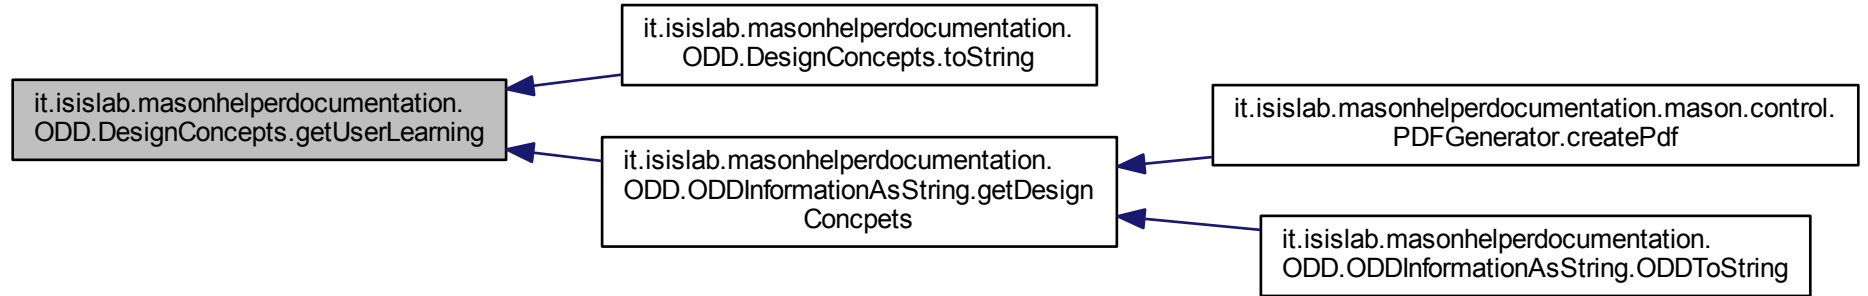 it.isislab.masonhelperdocumentation.
ODD.DesignConcepts.getUserLearning
it.isislab.masonhelperdocumentation.
ODD.DesignConcepts.toString
it.isislab.masonhelperdocumentation.
ODD.ODDInformationAsString.getDesign
Concpets
it.isislab.masonhelperdocumentation.mason.control.
PDFGenerator.createPdf
it.isislab.masonhelperdocumentation.
ODD.ODDInformationAsString.ODDToString